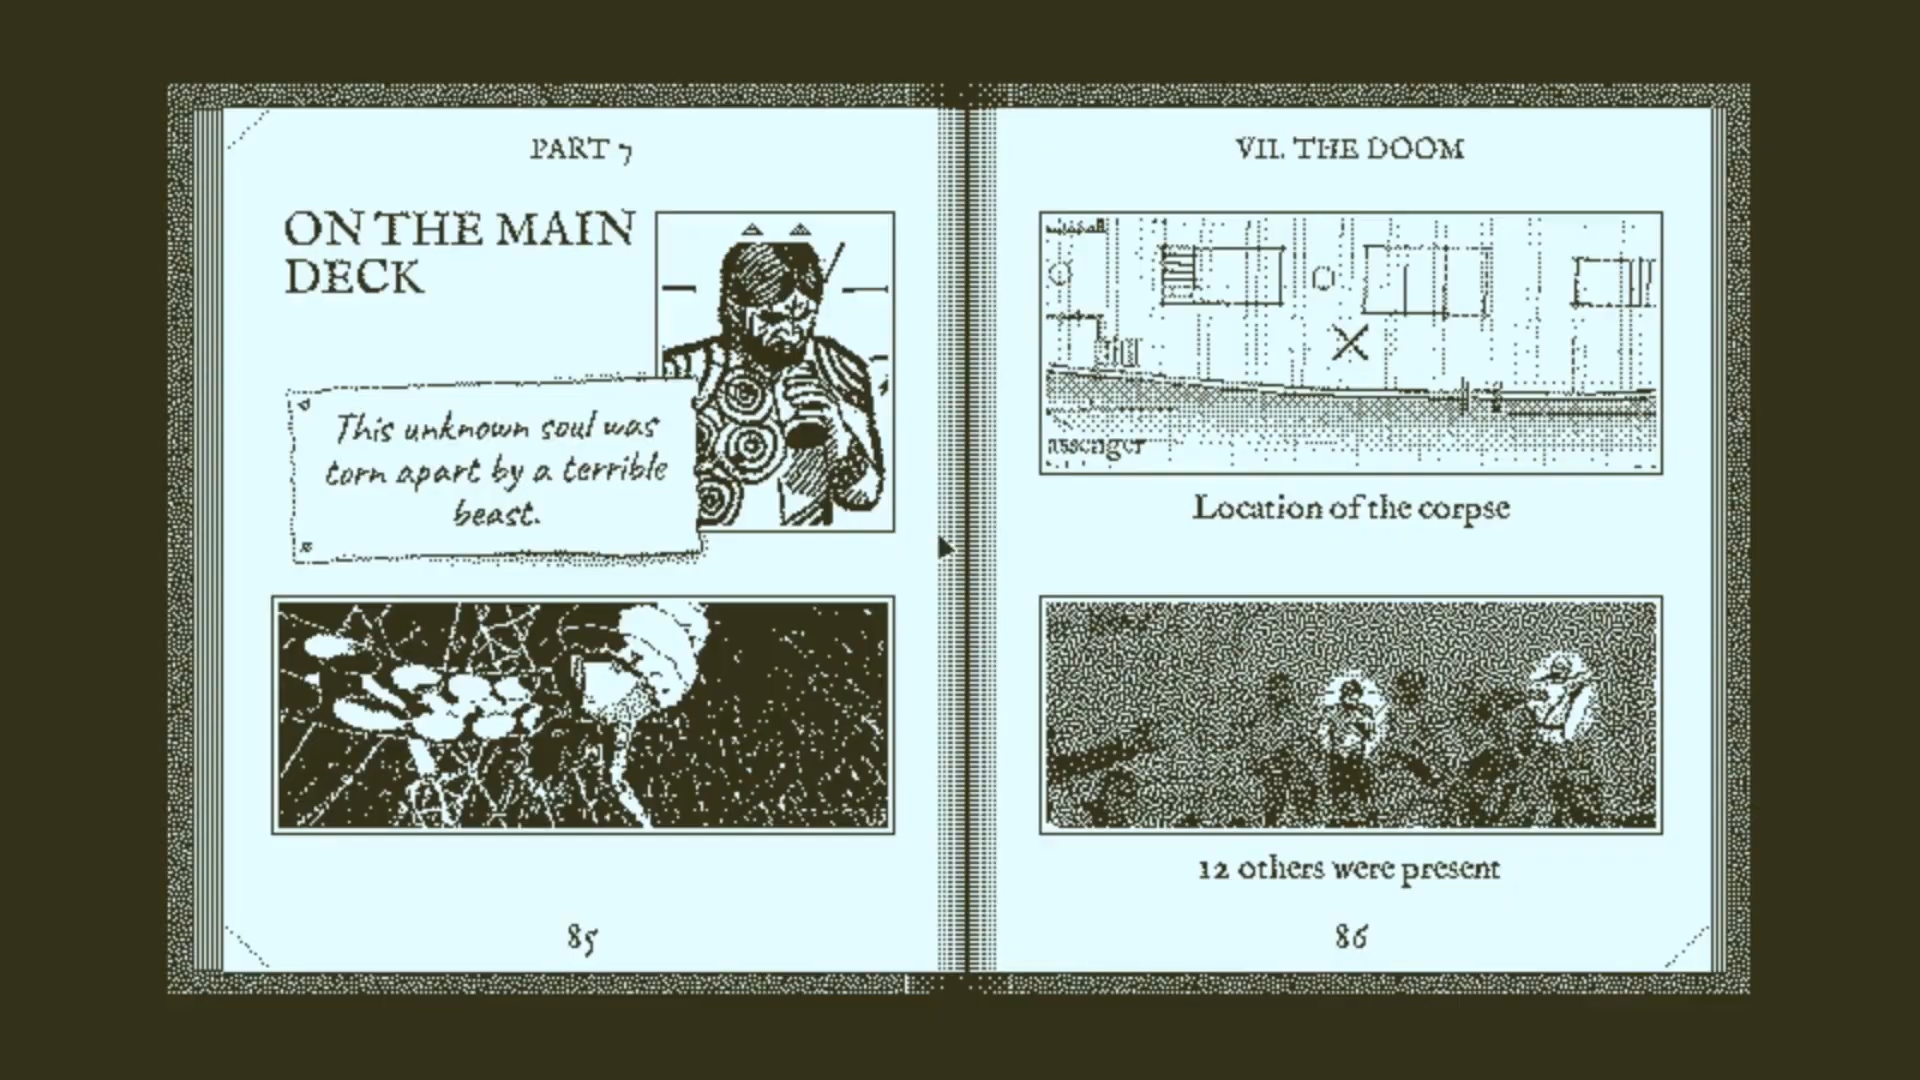 PART 7
ON THE MAIN
DECK
This unknown soul was
torn apart by a terrible
beast.
85
VII. THE DOOM
Location of the corpse
12 others were present
86